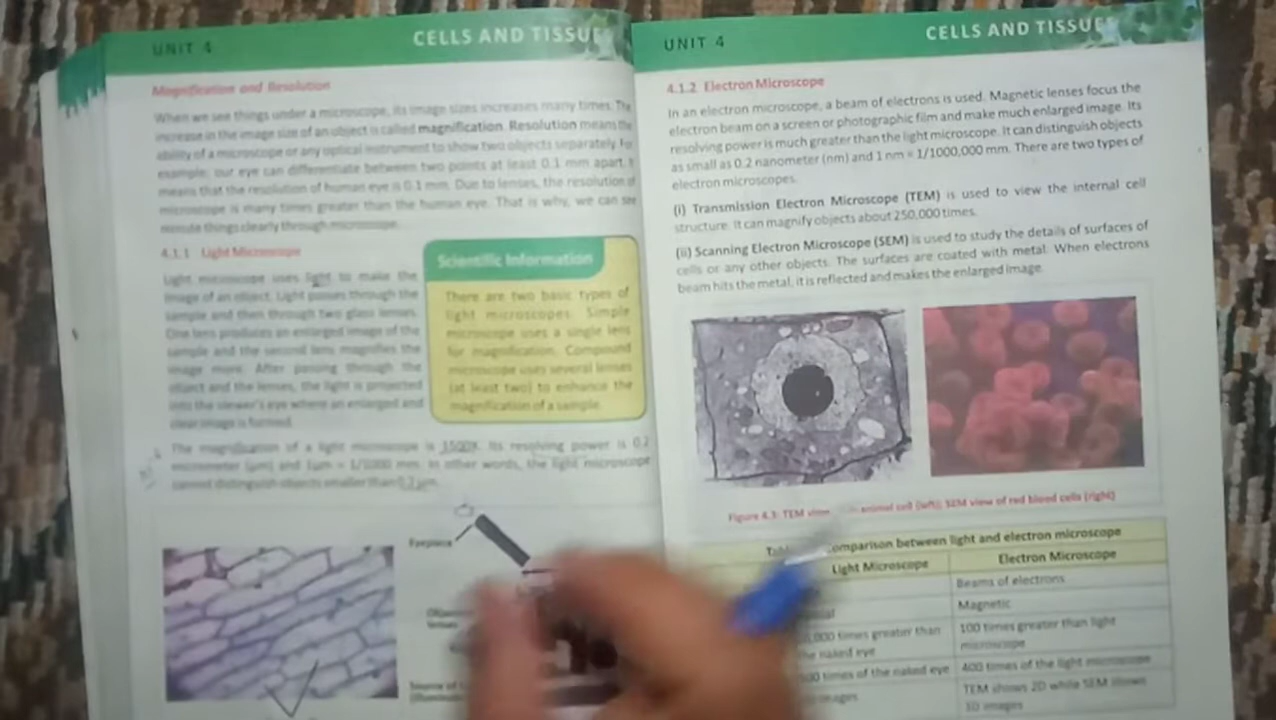 UNIT 4
CELLS AND TISSUE
Magnification and Resolution
When we see things under a microscope, its image sizes increases many times. The
increase in the image size of an object is called magnification. Resolution means the
ability of a microscope or any optical instrument to show two objects separately. For
example, our eye can differentiate between two points at least 0.1 mm apart. It
means that the resolution of human eye is 0.1 mm. Due to lenses, the resolution of
microscope is many times greater than the human eye. That is why, we can see
minute things clearly through microscope.
4.1.1 Light Microscope
Light microscope uses light to make the
image of an object. Light passes through the
sample and then through two glass lenses.
One lens produces an enlarged image of the
sample and the second lens magnifies the
image more. After passing through the
object and the lenses, the light is projected
into the viewer's eye where an enlarged and
clear image is formed.
Scientific Information
There are two basic types of
light microscopes. Simple
microscope uses a single lens
for magnification. Compound
microscope uses several lenses
(at least two) to enhance the
magnification of a sample.
The magnification of a light microscope is 1500X. Its resolving power is 0.2
micrometer (µm) and 1µm = 1/1000 mm. In other words, the light microscope
cannot distinguish objects smaller than 0.2 µm.
Eyepiece
UNIT 4
CELLS AND TISSUE
4.1.2 Electron Microscope
In an electron microscope, a beam of electrons is used. Magnetic lenses focus the
electron beam on a screen or photographic film and make much enlarged image. Its
resolving power is much greater than the light microscope. It can distinguish objects
as small as 0.2 nanometer (nm) and 1 nm = 1/1000,000 mm. There are two types of
electron microscopes.
(i) Transmission Electron Microscope (TEM) is used to view the internal cell
structure. It can magnify objects about 250,000 times.
(ii) Scanning Electron Microscope (SEM) is used to study the details of surfaces of
cells or any other objects. The surfaces are coated with metal. When electrons
beam hits the metal, it is reflected and makes the enlarged image.
Figure 4.3: TEM view animal cell (left); SEM view of red blood cells (right)
comparison between light and electron microscope
Light Microscope Electron Microscope
Beams of electrons
Magnetic
times greater than 100 times greater than light
the naked eye microscope
times of the naked eye 400 times of the light microscope
images TEM shows 2D while SEM shows
3D images